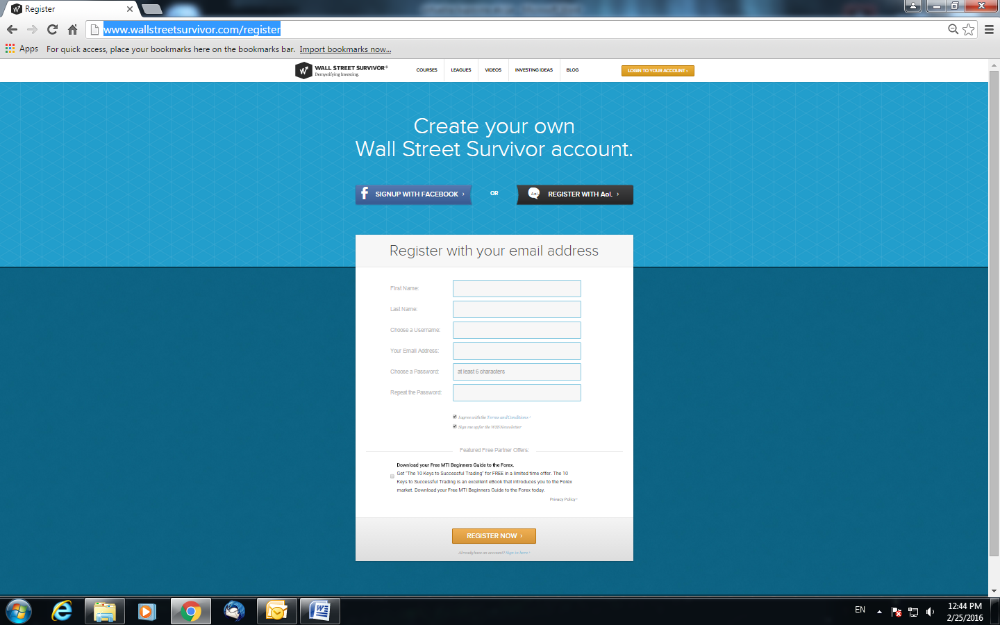 Register
www.wallstreetsurvivor.com/register
Apps For quick access, place your bookmarks here on the bookmarks bar. Import bookmarks now...
WALL STREET SURVIVOR®
Demystifying Investing.
COURSES LEAGUES VIDEOS INVESTING IDEAS BLOG LOGIN TO YOUR ACCOUNT ›
Create your own
Wall Street Survivor account.
f SIGNUP WITH FACEBOOK › OR Aol. REGISTER WITH Aol. ›
Register with your email address
First Name:
Last Name:
Choose a Username:
Your Email Address:
Choose a Password: at least 6 characters
Repeat the Password:
I agree with the Terms and Conditions ›
Sign me up for the WSS Newsletter
Featured Free Partner Offers:
Download your Free MTI Beginners Guide to the Forex.
Get "The 10 Keys to Successful Trading" for FREE in a limited time offer. The 10
Keys to Successful Trading is an excellent eBook that introduces you to the Forex
market. Download your Free MTI Beginners Guide to the Forex today.
Privacy Policy ›
REGISTER NOW ›
Already have an account? Sign in here ›
EN
12:44 PM
2/25/2016